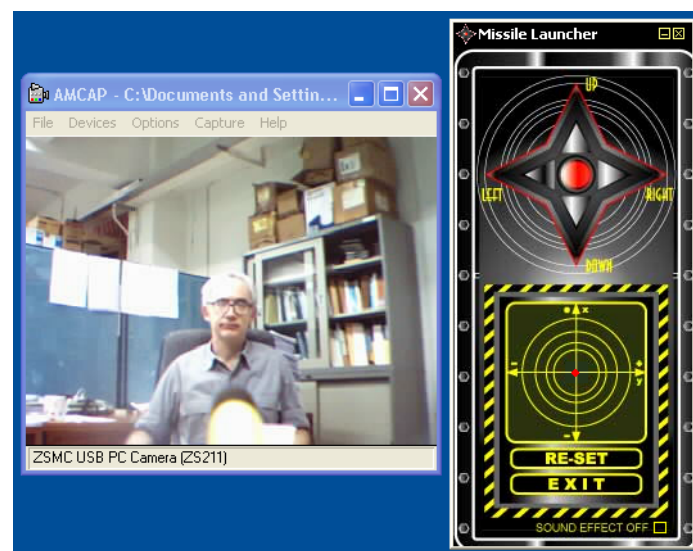 Missile Launcher
AMCAP - C:\Documents and Settin...
File Devices Options Capture Help
UP
LEFT
RIGHT
DOWN
x
y
RE-SET
EXIT
SOUND EFFECT OFF
ZSMC USB PC Camera (ZS211)